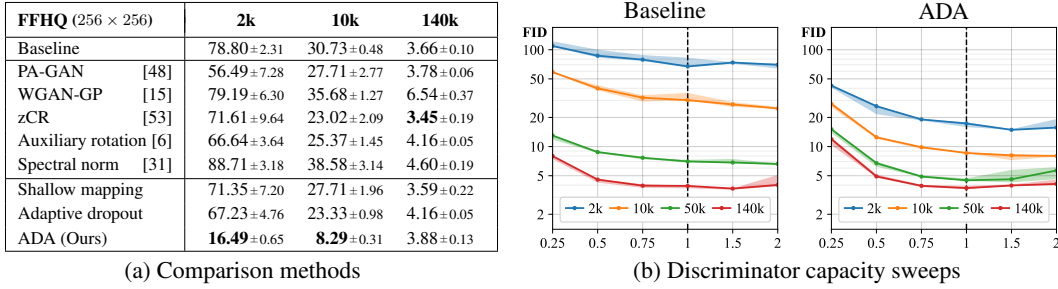 FFHQ (256 × 256) 2k 10k 140k
Baseline 78.80 ± 2.31 30.73 ± 0.48 3.66 ± 0.10
PA-GAN [48] 56.49 ± 7.28 27.71 ± 2.77 3.78 ± 0.06
WGAN-GP [15] 79.19 ± 6.30 35.68 ± 1.27 6.54 ± 0.37
zCR [53] 71.61 ± 9.64 23.02 ± 2.09 3.45 ± 0.19
Auxiliary rotation [6] 66.64 ± 3.64 25.37 ± 1.45 4.16 ± 0.05
Spectral norm [31] 88.71 ± 3.18 38.58 ± 3.14 4.60 ± 0.19
Shallow mapping 71.35 ± 7.20 27.71 ± 1.96 3.59 ± 0.22
Adaptive dropout 67.23 ± 4.76 23.33 ± 0.98 4.16 ± 0.05
ADA (Ours) 16.49 ± 0.65 8.29 ± 0.31 3.88 ± 0.13
(a) Comparison methods
Baseline
FID
100
50
20
10
5
2
2k 10k 50k 140k
0.25 0.5 0.75 1 1.5 2
ADA
FID
100
50
20
10
5
2
2k 10k 50k 140k
0.25 0.5 0.75 1 1.5 2
(b) Discriminator capacity sweeps